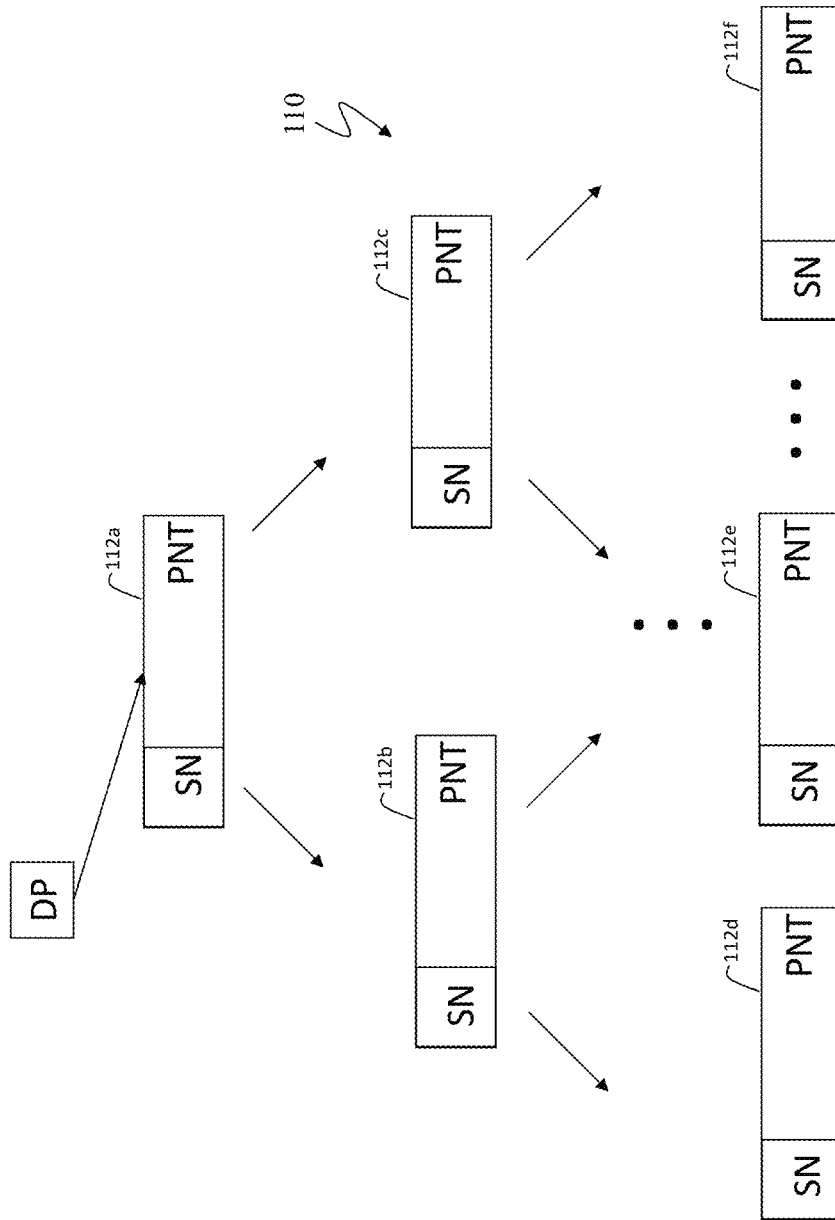 DP
112a
SN PNT
110
112b
SN PNT
112c
SN PNT
112d
SN PNT
112e
SN PNT
112f
SN PNT